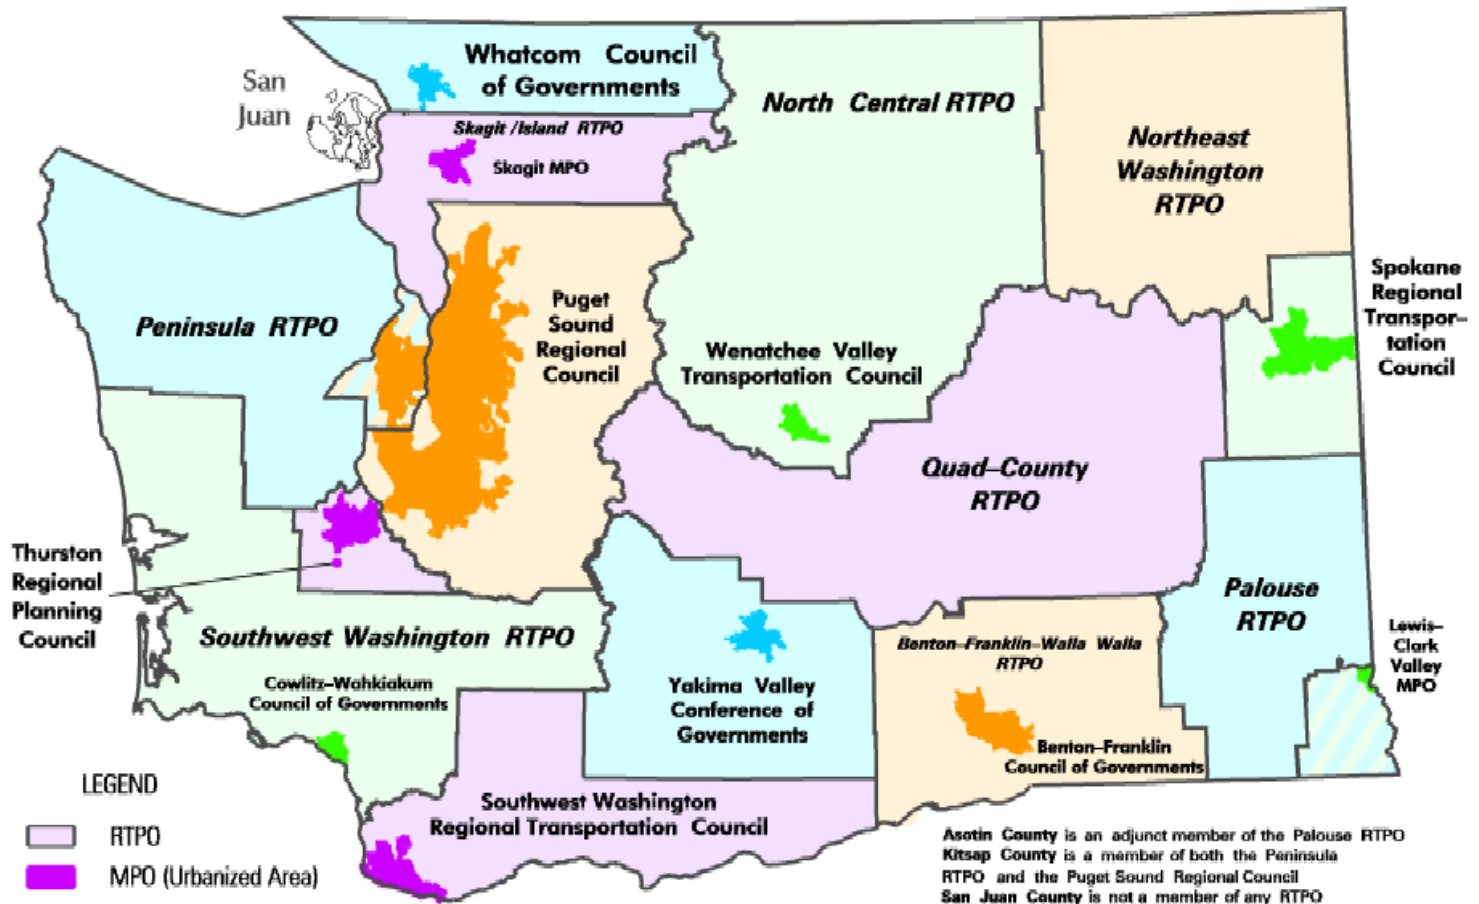 Whatcom Council
of Governments
San
Juan
Skagit /Island RTPO
Skagit MPO
North Central RTPO
Northeast
Washington
RTPO
Spokane
Regional
Transpor–
tation
Council
Peninsula RTPO
Puget
Sound
Regional
Council
Wenatchee Valley
Transportation Council
Quad–County
RTPO
Thurston
Regional
Planning
Council
Palouse
RTPO
Southwest Washington RTPO
Cowlitz–Wahkiakum
Council of Governments
Benton–Franklin–Walla Walla
RTPO
Lewis–
Clark
Valley
MPO
Yakima Valley
Conference of
Governments
Benton–Franklin
Council of Governments
Southwest Washington
Regional Transportation Council
LEGEND
RTPO
MPO (Urbanized Area)
Asotin County is an adjunct member of the Palouse RTPO
Kitsap County is a member of both the Peninsula
RTPO and the Puget Sound Regional Council
San Juan County is not a member of any RTPO